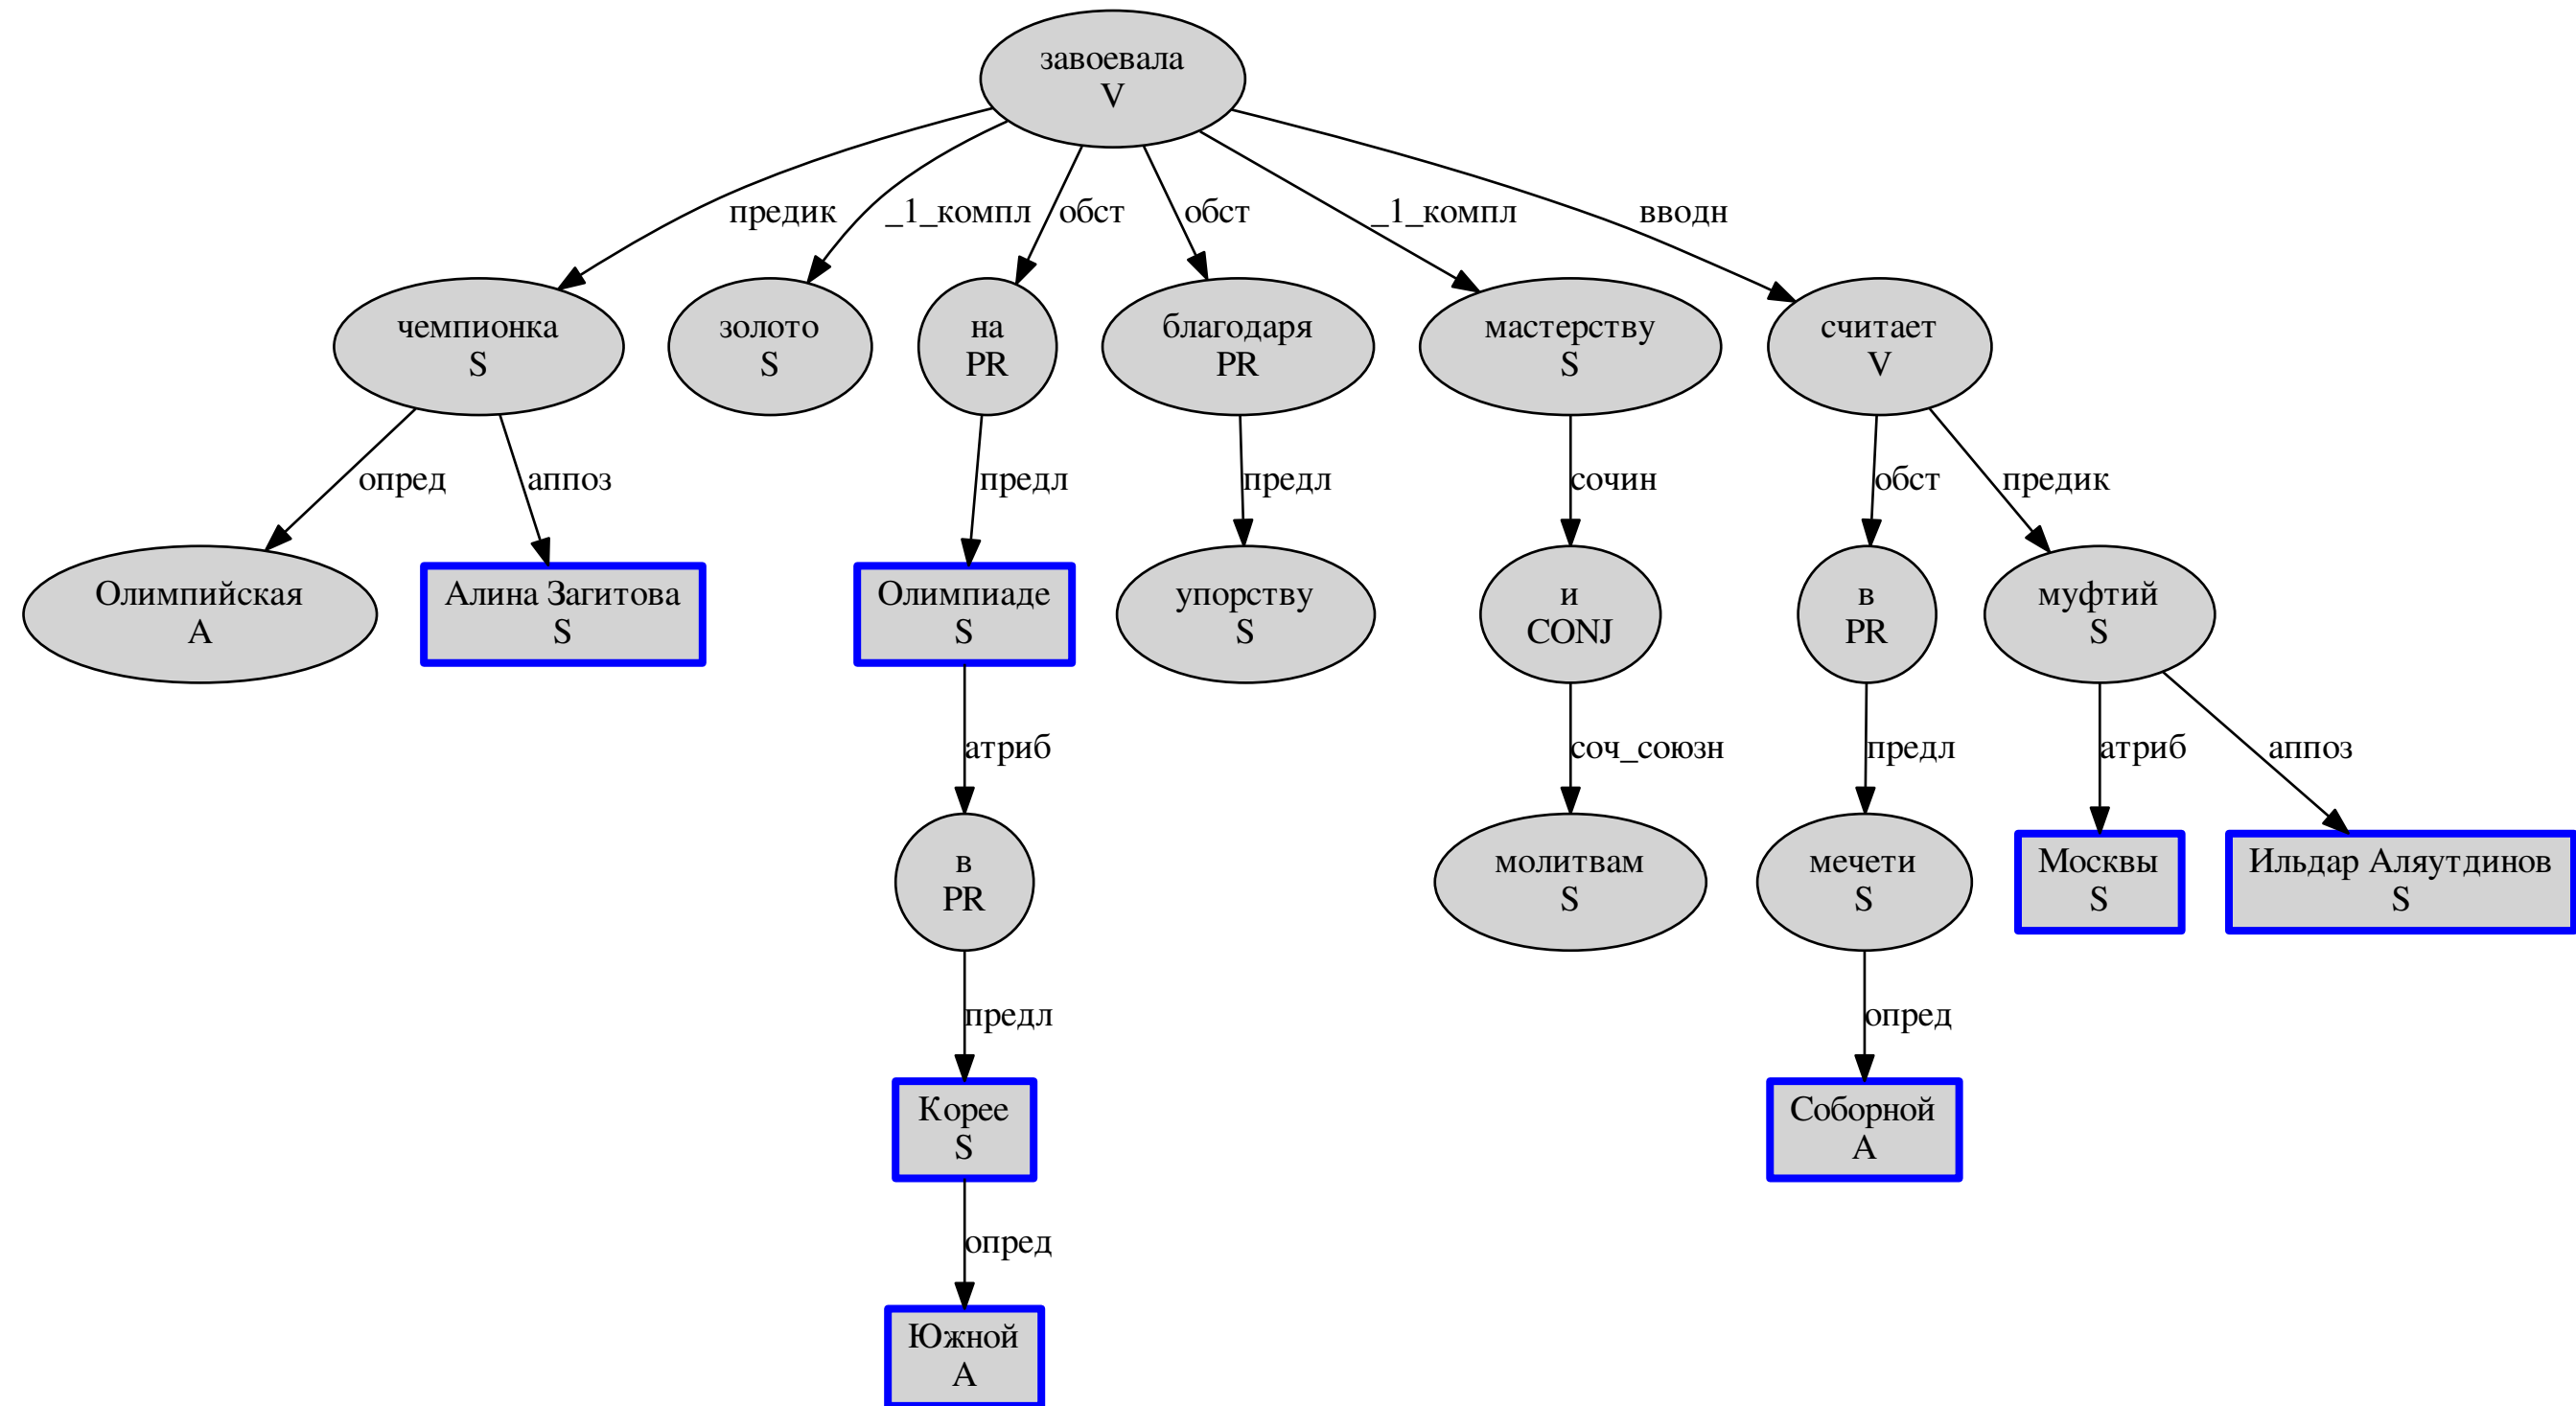 завоевала
V
предик
_1_компл
обст
обст
_1_компл
вводн
чемпионка
S
золото
S
на
PR
благодаря
PR
мастерству
S
считает
V
опред
аппоз
предл
предл
сочин
обст
предик
Олимпийская
A
Алина Загитова
S
Олимпиаде
S
упорству
S
и
CONJ
в
PR
муфтий
S
атриб
соч_союзн
предл
атриб
аппоз
в
PR
молитвам
S
мечети
S
Москвы
S
Ильдар Аляутдинов
S
предл
опред
Корее
S
Соборной
A
опред
Южной
A